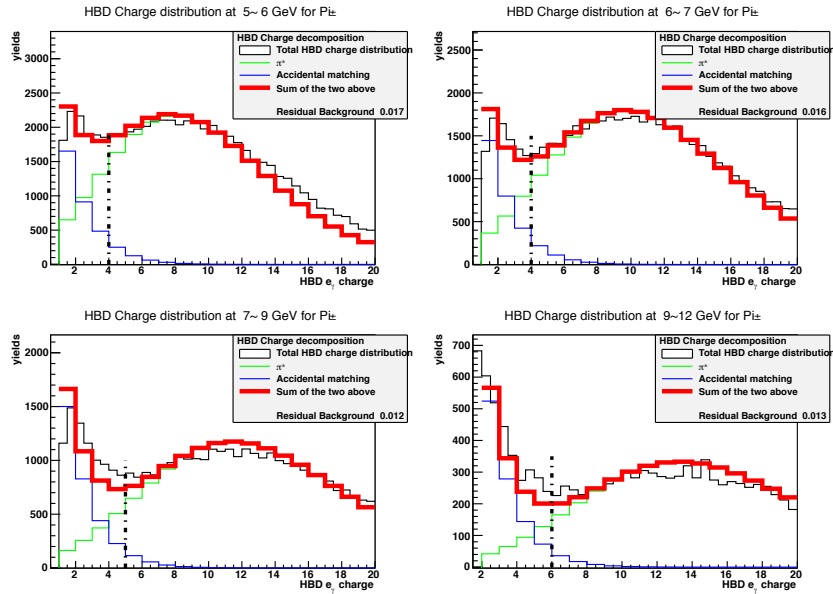 HBD Charge distribution at 5~ 6 GeV for Pi±
yields
3000
2500
2000
1500
1000
500
0
2 4 6 8 10 12 14 16 18 20
HBD eγ charge
HBD Charge decomposition
Total HBD charge distribution
π±
Accidental matching
Sum of the two above
Residual Background 0.017
HBD Charge distribution at 6~ 7 GeV for Pi±
yields
2500
2000
1500
1000
500
0
2 4 6 8 10 12 14 16 18 20
HBD eγ charge
HBD Charge decomposition
Total HBD charge distribution
π±
Accidental matching
Sum of the two above
Residual Background 0.016
HBD Charge distribution at 7~ 9 GeV for Pi±
yields
2000
1500
1000
500
0
2 4 6 8 10 12 14 16 18 20
HBD eγ charge
HBD Charge decomposition
Total HBD charge distribution
π±
Accidental matching
Sum of the two above
Residual Background 0.012
HBD Charge distribution at 9~12 GeV for Pi±
yields
700
600
500
400
300
200
100
0
2 4 6 8 10 12 14 16 18 20
HBD eγ charge
HBD Charge decomposition
Total HBD charge distribution
π±
Accidental matching
Sum of the two above
Residual Background 0.013